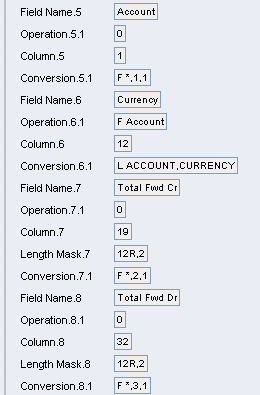 Field Name.5 Account
Operation.5.1 0
Column.5 1
Conversion.5.1 F *,1,1
Field Name.6 Currency
Operation.6.1 F Account
Column.6 12
Conversion.6.1 L ACCOUNT,CURRENCY
Field Name.7 Total Fwd Cr
Operation.7.1 0
Column.7 19
Length Mask.7 12R,2
Conversion.7.1 F *,2,1
Field Name.8 Total Fwd Dr
Operation.8.1 0
Column.8 32
Length Mask.8 12R,2
Conversion.8.1 F *,3,1